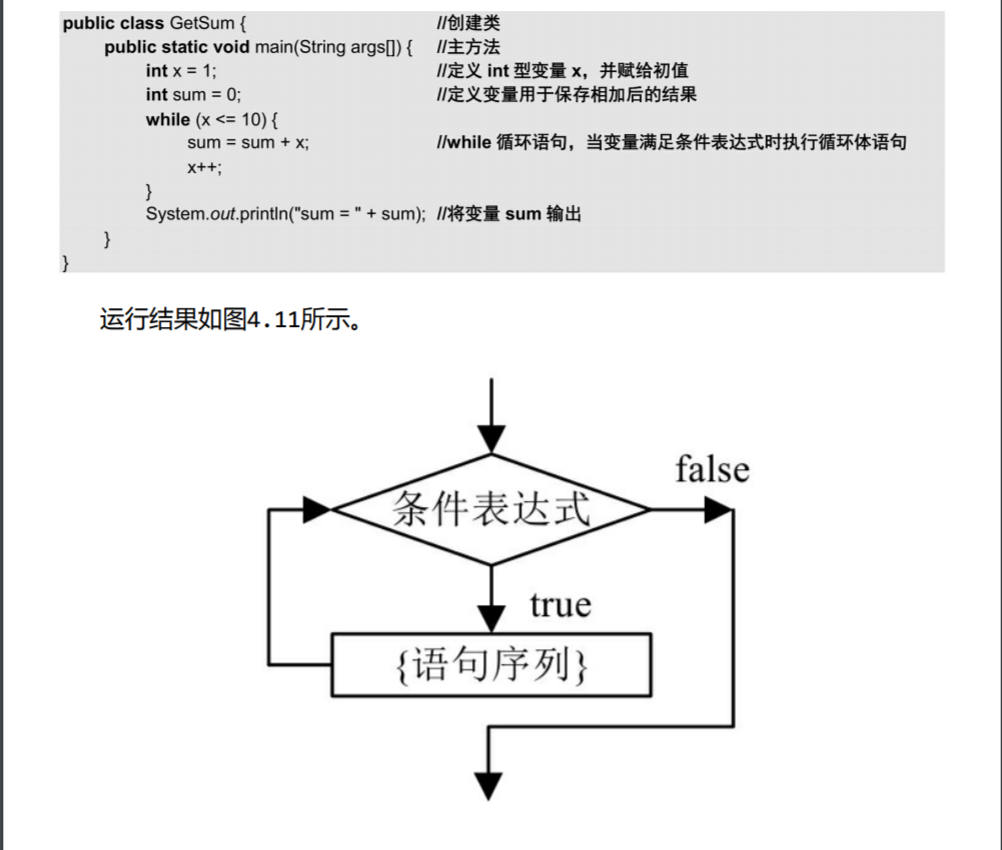 public class GetSum { //创建类
public static void main(String args[]) { //主方法
int x = 1; //定义 int 型变量 x，并赋给初值
int sum = 0; //定义变量用于保存相加后的结果
while (x <= 10) {
sum = sum + x; //while 循环语句，当变量满足条件表达式时执行循环体语句
x++;
}
System.out.println("sum = " + sum); //将变量 sum 输出
}
}
运行结果如图4.11所示。
false
条件表达式
true
{语句序列}